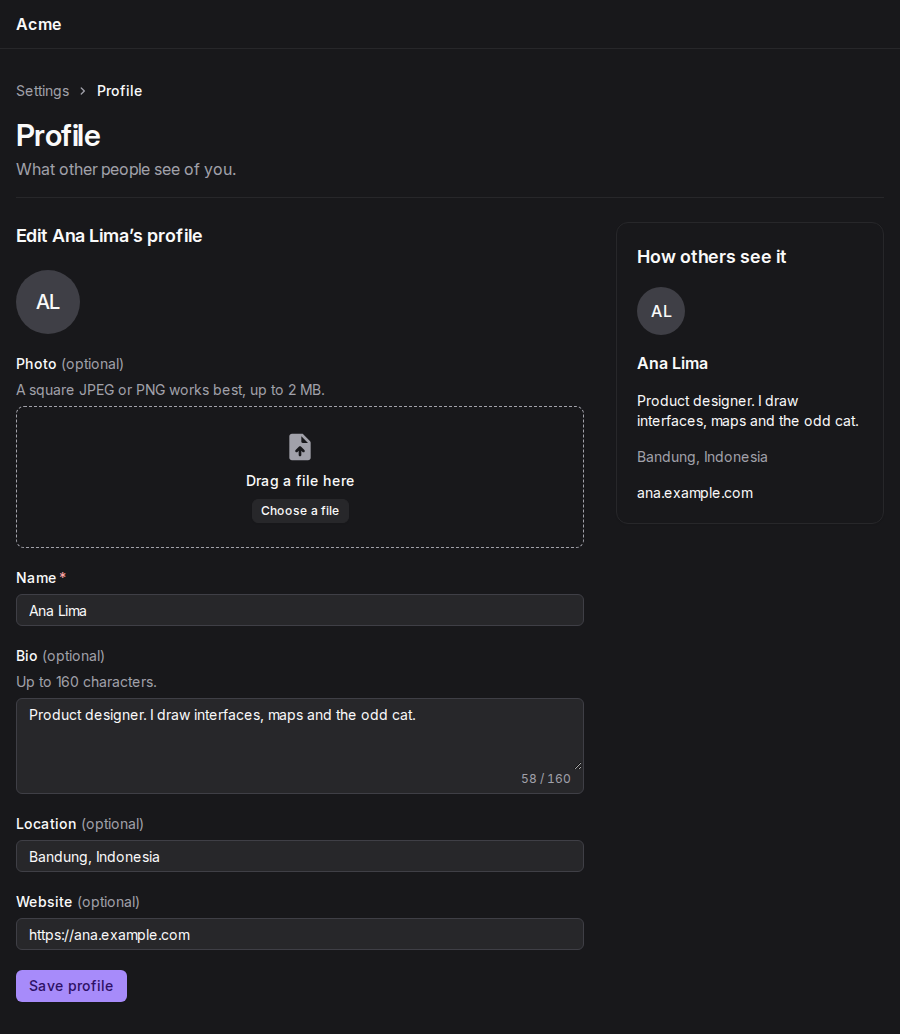 Acme
Settings
Profile
Profile
What other people see of you.
Edit Ana Lima’s profile
AL
Photo (optional)
A square JPEG or PNG works best, up to 2 MB.
Drag a file here
Choose a file
Name *
Ana Lima
Bio (optional)
Up to 160 characters.
Product designer. I draw interfaces, maps and the odd cat.
58 / 160
Location (optional)
Bandung, Indonesia
Website (optional)
https://ana.example.com
Save profile
How others see it
AL
Ana Lima
Product designer. I draw
interfaces, maps and the odd cat.
Bandung, Indonesia
ana.example.com